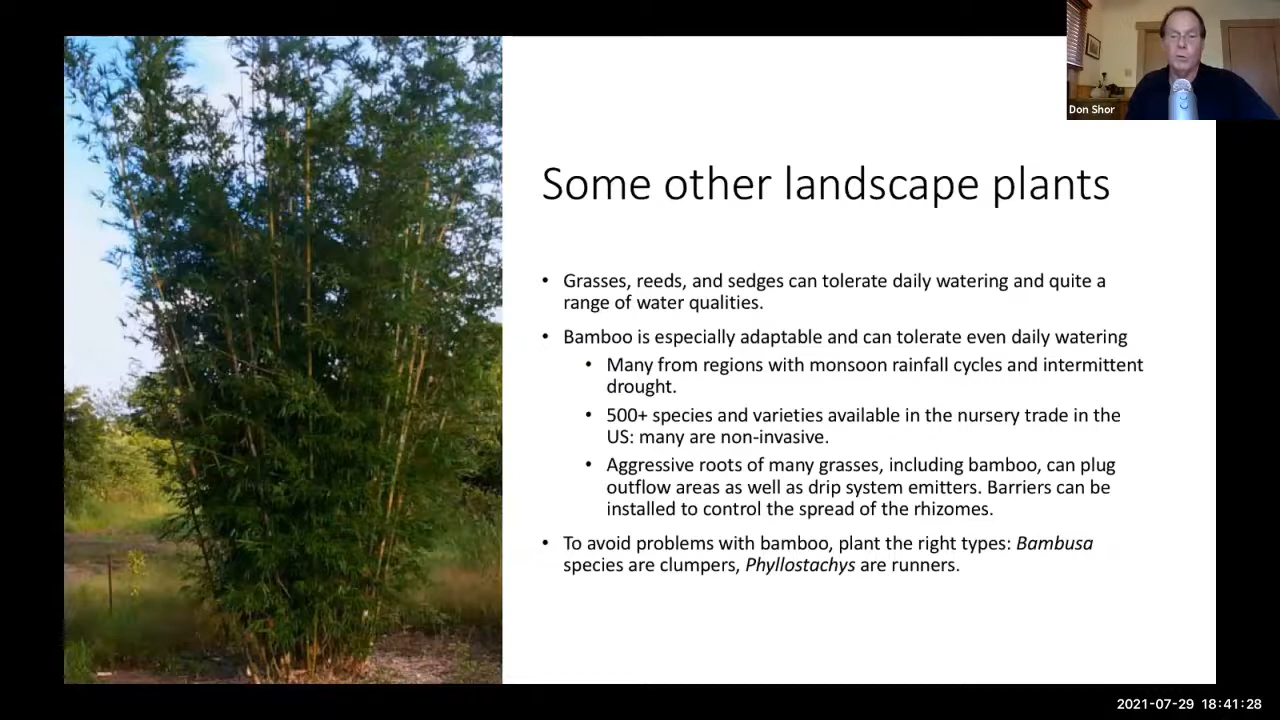 Don Shor
Some other landscape plants
• Grasses, reeds, and sedges can tolerate daily watering and quite a
range of water qualities.
• Bamboo is especially adaptable and can tolerate even daily watering
• Many from regions with monsoon rainfall cycles and intermittent
drought.
• 500+ species and varieties available in the nursery trade in the
US: many are non-invasive.
• Aggressive roots of many grasses, including bamboo, can plug
outflow areas as well as drip system emitters. Barriers can be
installed to control the spread of the rhizomes.
• To avoid problems with bamboo, plant the right types: Bambusa
species are clumpers, Phyllostachys are runners.
2021-07-29 18:41:28